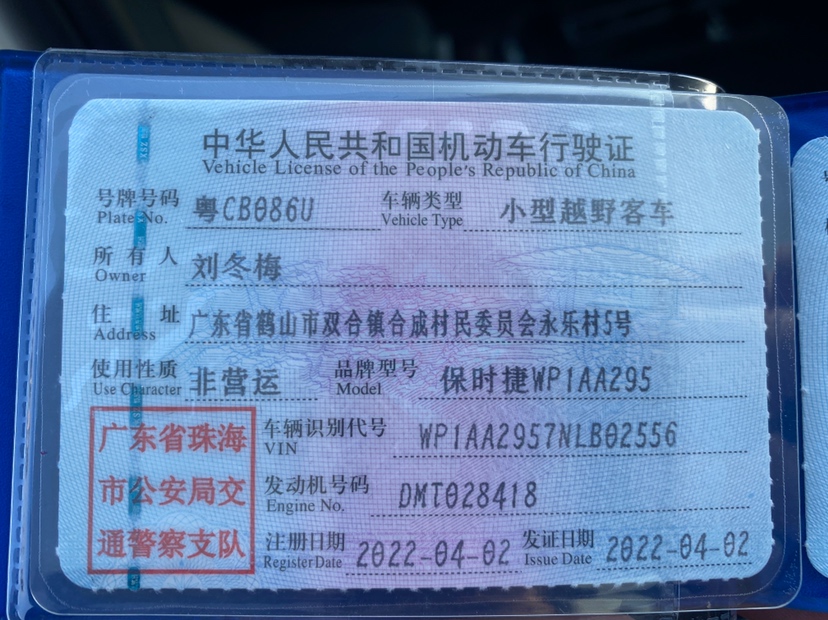 中华人民共和国机动车行驶证
Vehicle License of the People's Republic of China
号牌号码 粤CB086U 车辆类型 小型越野客车
Plate No. Vehicle Type
所有人 刘冬梅
Owner
住址 广东省鹤山市双合镇合成村民委员会永乐村5号
Address
使用性质 非营运 品牌型号 保时捷WP1AA295
Use Character Model
广东省珠海
市公安局交
通警察支队
车辆识别代号 WP1AA2957NLB02556
VIN
发动机号码 DMT028418
Engine No.
注册日期 2022-04-02 发证日期 2022-04-02
Register Date Issue Date